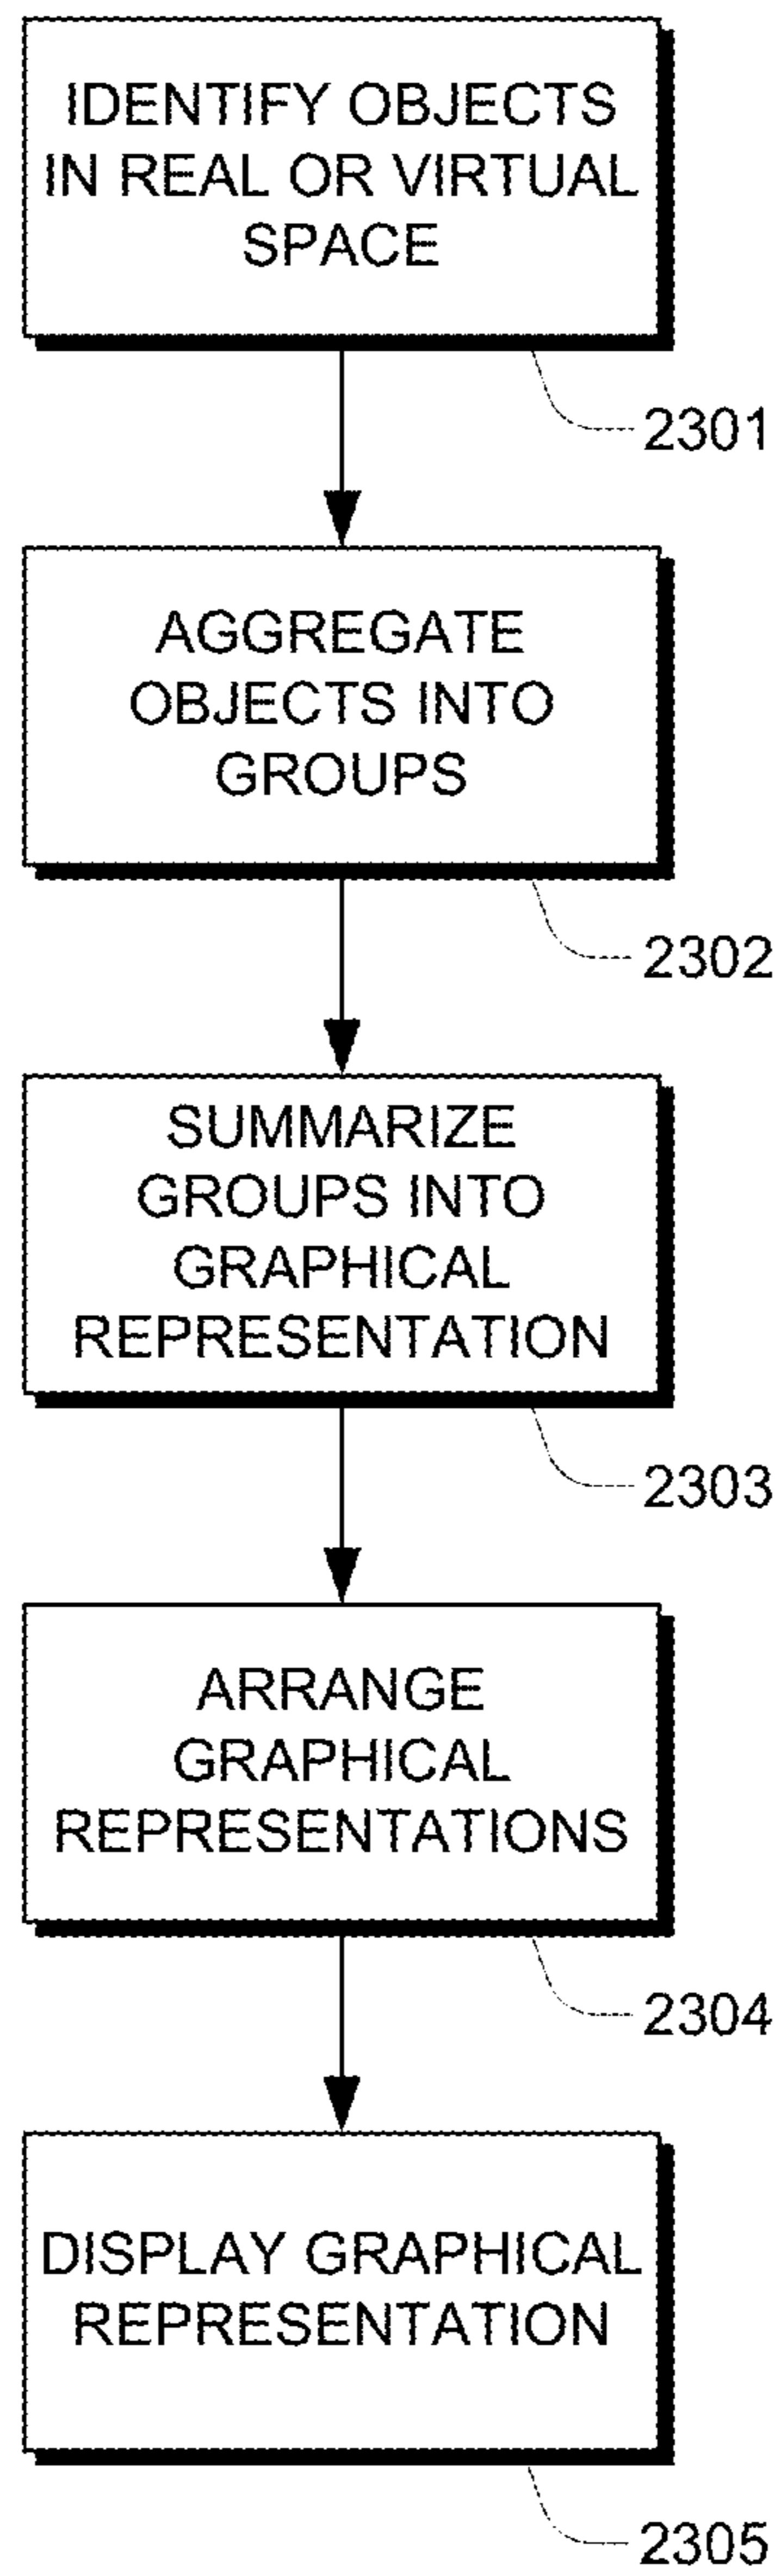 IDENTIFY OBJECTS
IN REAL OR VIRTUAL
SPACE
2301
AGGREGATE
OBJECTS INTO
GROUPS
2302
SUMMARIZE
GROUPS INTO
GRAPHICAL
REPRESENTATION
2303
ARRANGE
GRAPHICAL
REPRESENTATIONS
2304
DISPLAY GRAPHICAL
REPRESENTATION
2305